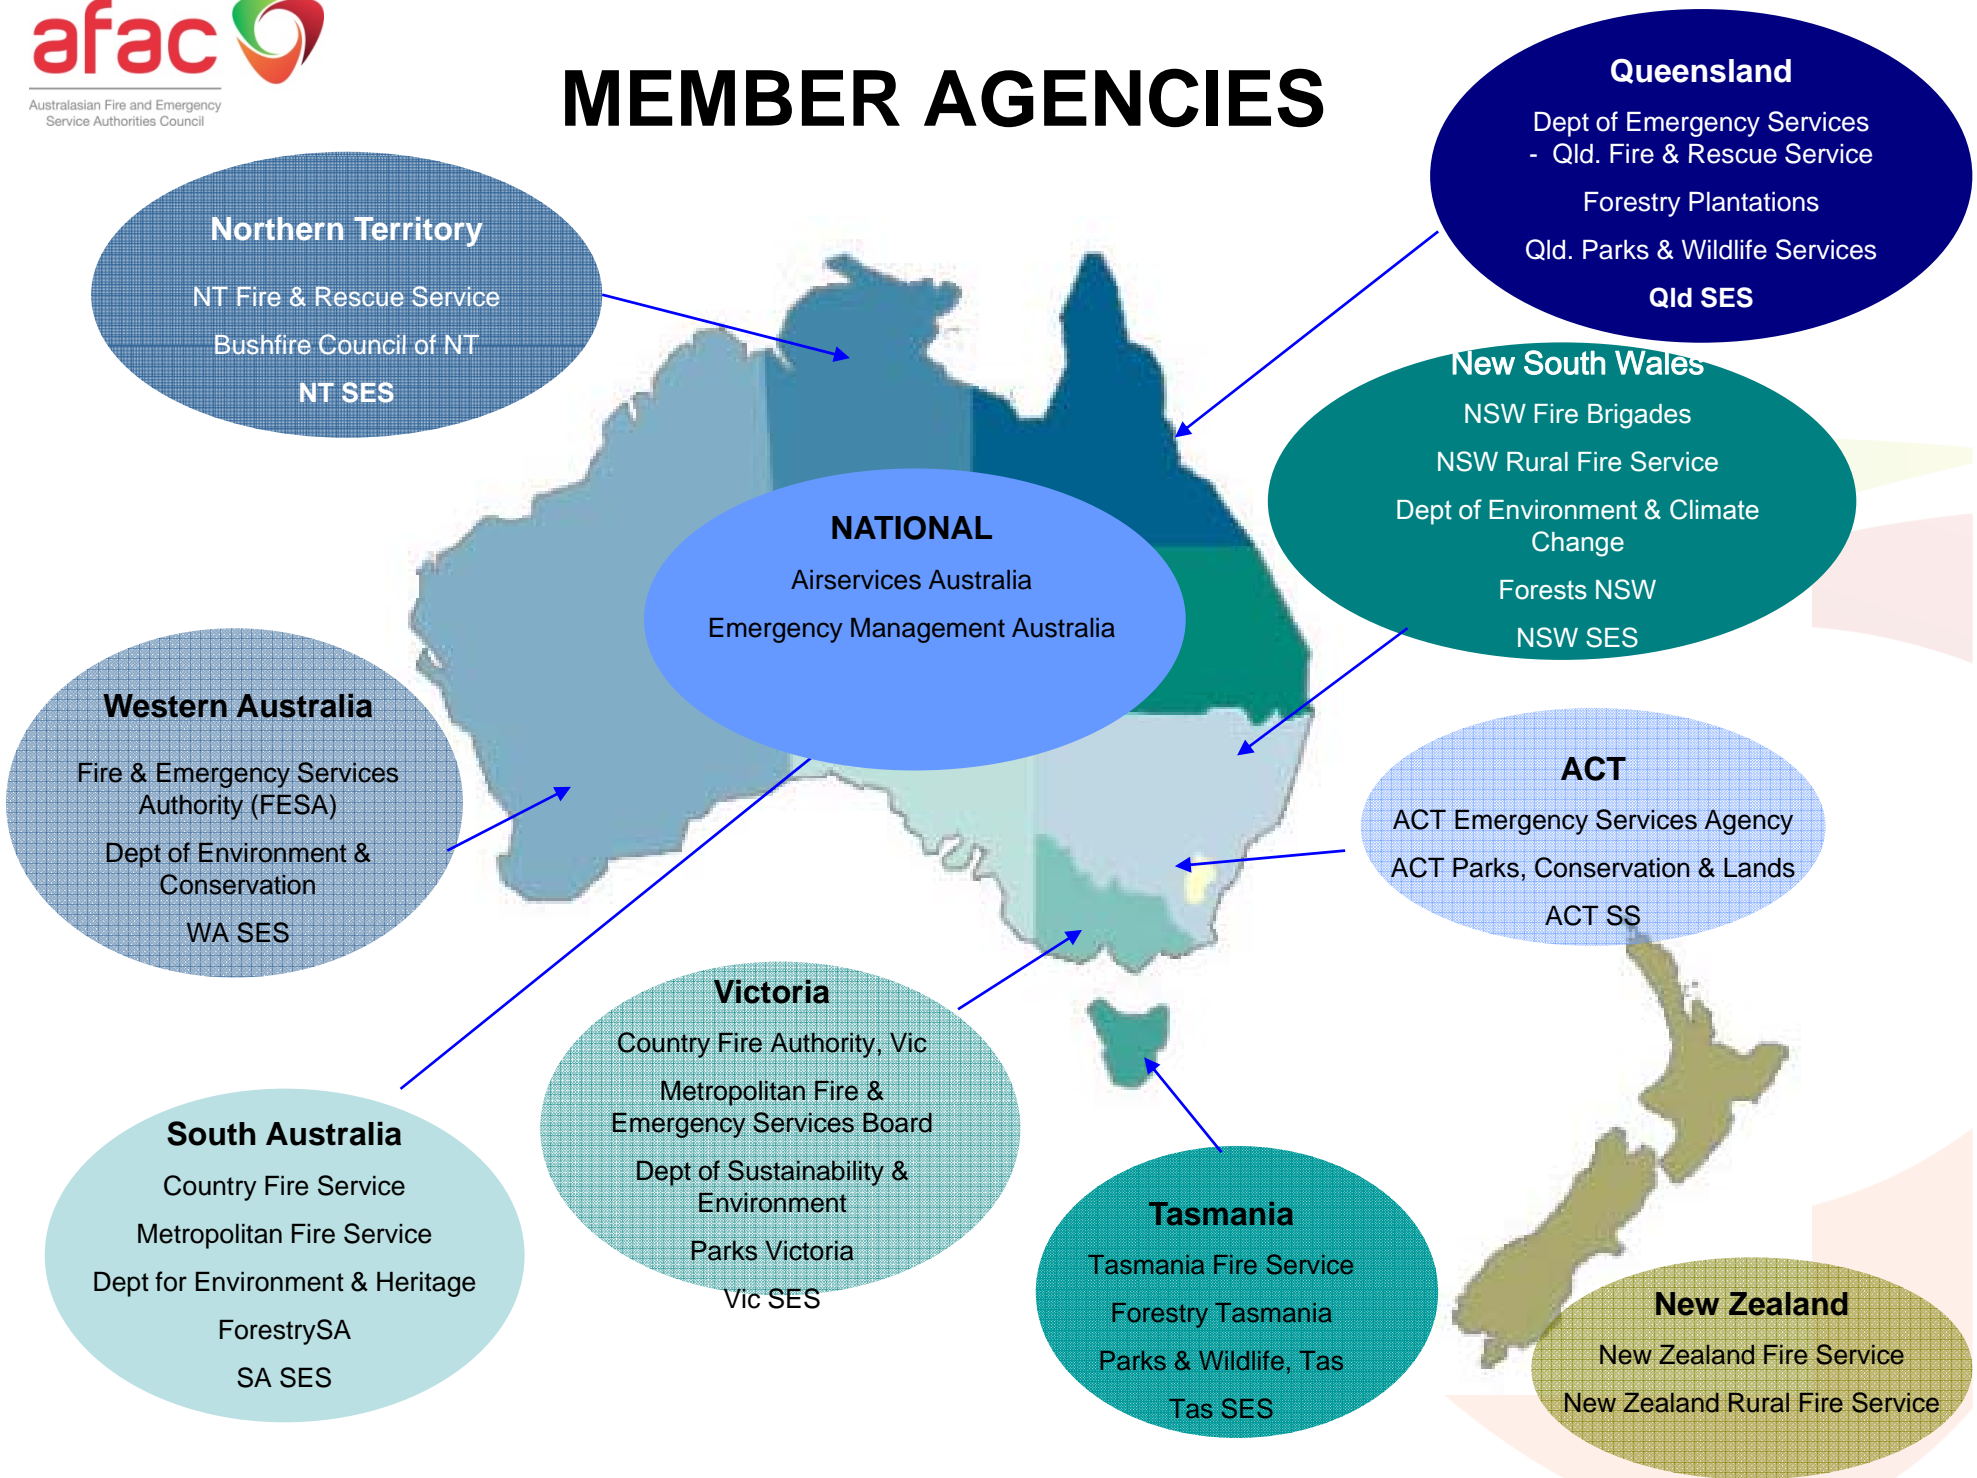 afac
Australasian Fire and Emergency
Service Authorities Council
MEMBER AGENCIES
Queensland
Dept of Emergency Services
- Qld. Fire & Rescue Service
Forestry Plantations
Qld. Parks & Wildlife Services
Qld SES
Northern Territory
NT Fire & Rescue Service
Bushfire Council of NT
NT SES
New South Wales
NSW Fire Brigades
NSW Rural Fire Service
Dept of Environment & Climate
Change
Forests NSW
NSW SES
NATIONAL
Airservices Australia
Emergency Management Australia
Western Australia
Fire & Emergency Services
Authority (FESA)
Dept of Environment &
Conservation
WA SES
ACT
ACT Emergency Services Agency
ACT Parks, Conservation & Lands
ACT SS
Victoria
Country Fire Authority, Vic
Metropolitan Fire &
Emergency Services Board
Dept of Sustainability &
Environment
Parks Victoria
Vic SES
South Australia
Country Fire Service
Metropolitan Fire Service
Dept for Environment & Heritage
ForestrySA
SA SES
Tasmania
Tasmania Fire Service
Forestry Tasmania
Parks & Wildlife, Tas
Tas SES
New Zealand
New Zealand Fire Service
New Zealand Rural Fire Service